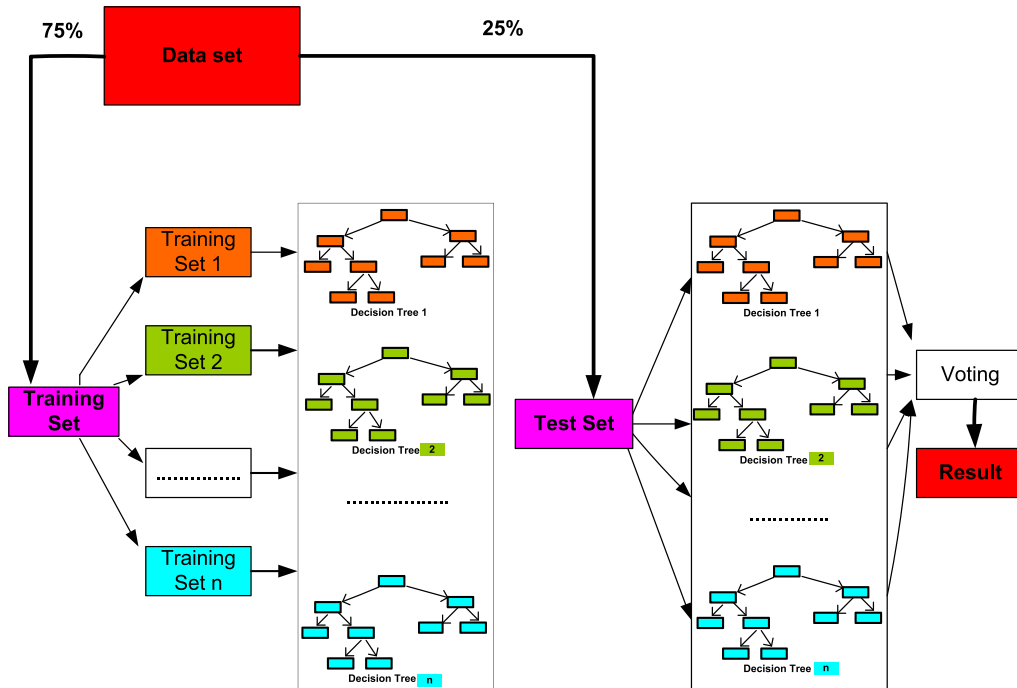 75%
Data set
25%
Training
Set 1
Decision Tree 1
Decision Tree 1
Training
Set 2
Voting
Training
Set
Test Set
Decision Tree 2
Decision Tree 2
Result
..............
..................
..............
Training
Set n
Decision Tree n
Decision Tree n